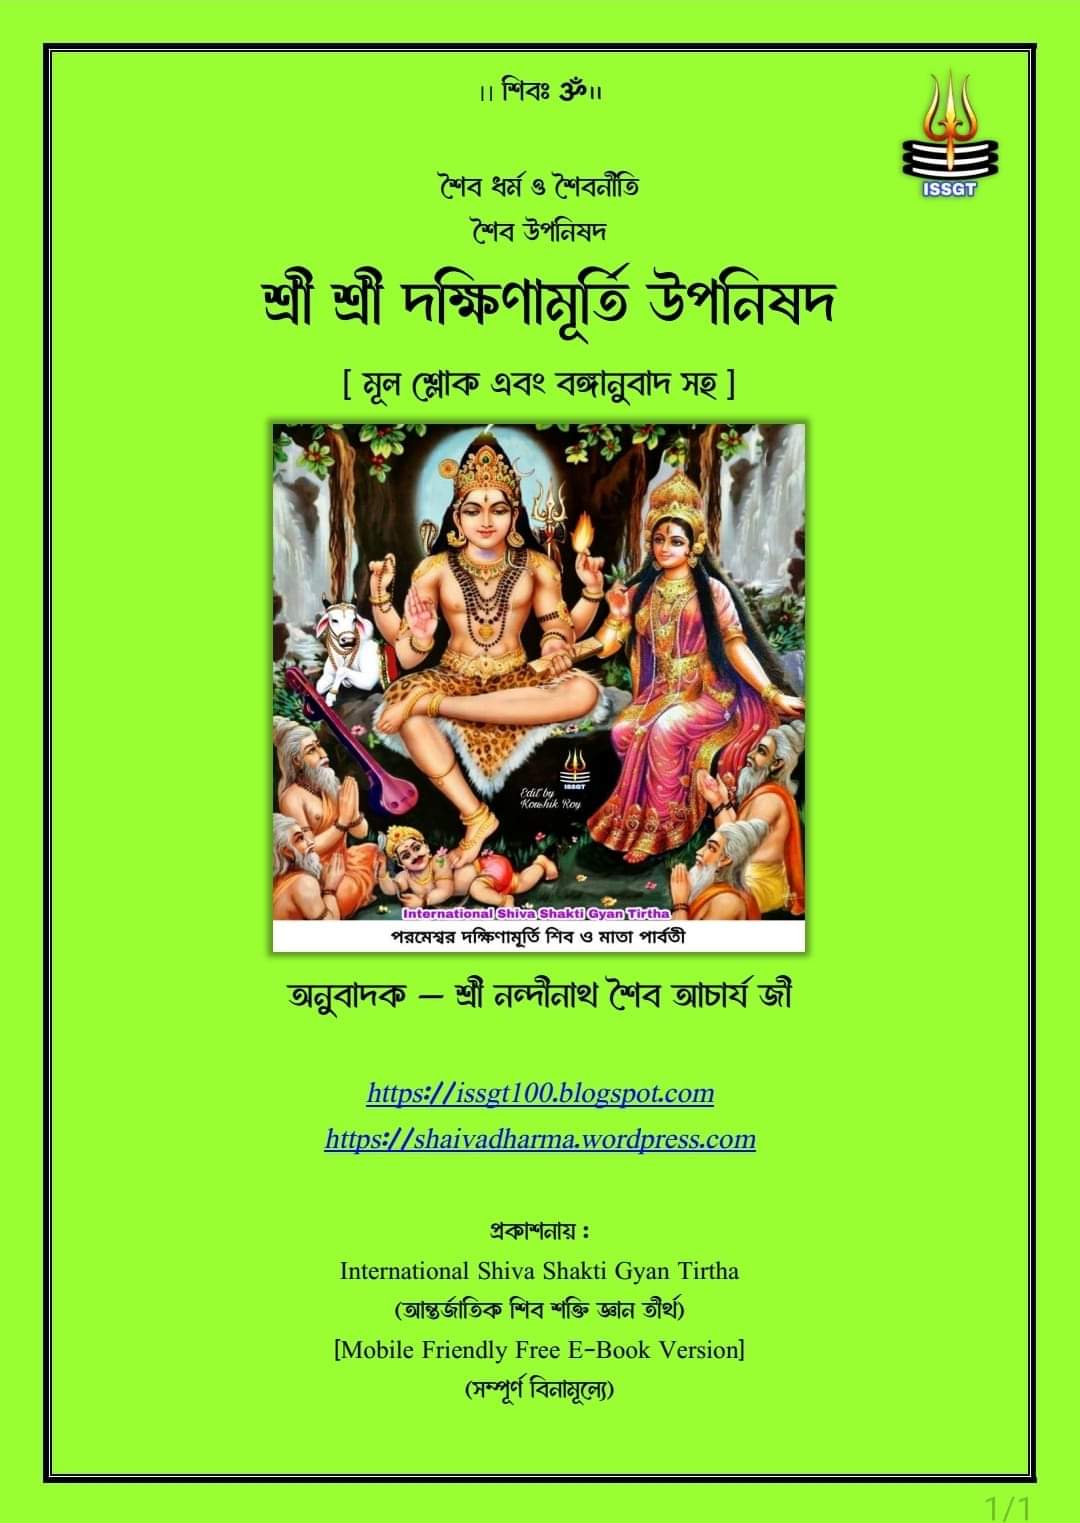 ।। শিবঃ ॐ।।
ISSGT
শৈব ধর্ম ও শৈবনীতি
শৈব উপনিষদ
শ্রী শ্রী দক্ষিণামূর্তি উপনিষদ
[ মূল শ্লোক এবং বঙ্গানুবাদ সহ ]
ISSGT
Edit by
Koushik Roy
International Shiva Shakti Gyan Tirtha
পরমেশ্বর দক্ষিণামূর্তি শিব ও মাতা পার্বতী
অনুবাদক – শ্রী নন্দীনাথ শৈব আচার্য জী
https://issgt100.blogspot.com
https://shaivadharma.wordpress.com
প্রকাশনায় :
International Shiva Shakti Gyan Tirtha
(আন্তর্জাতিক শিব শক্তি জ্ঞান তীর্থ)
[Mobile Friendly Free E-Book Version]
(সম্পূর্ণ বিনামূল্যে)
1/1